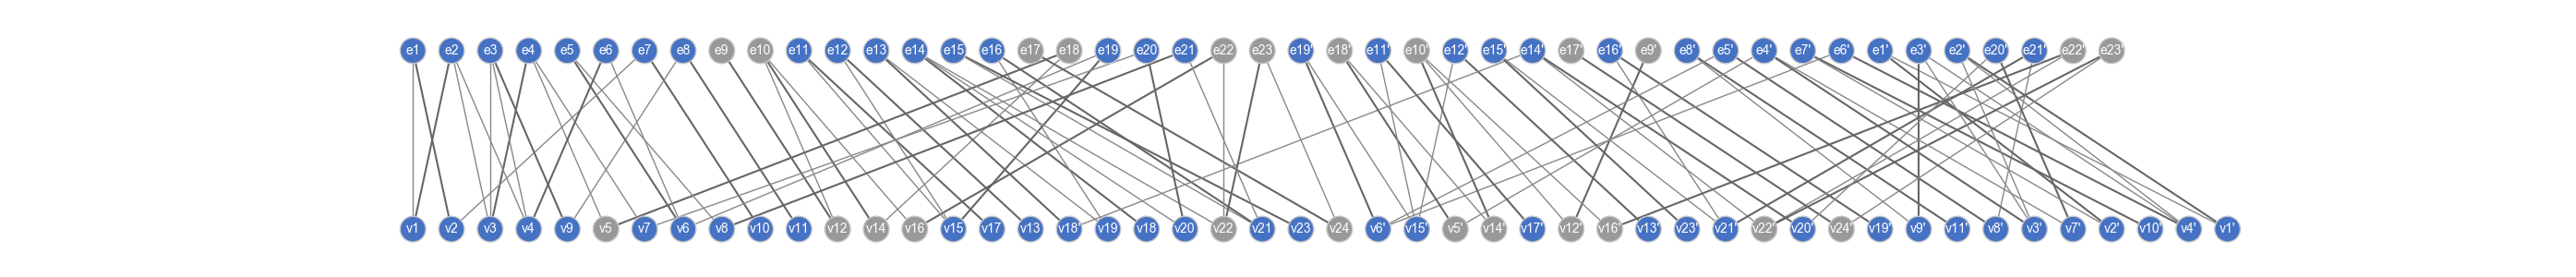 e1 e2 e3 e4 e5 e6 e7 e8 e9 e10 e11 e12 e13 e14 e15 e16 e17 e18 e19 e20 e21 e22 e23 e19' e18' e11' e10' e12' e15' e14' e17' e16' e9' e8' e5' e4' e7' e6' e1' e3' e2' e20' e21' e22' e23'
v1 v2 v3 v4 v9 v5 v7 v6 v8 v10 v11 v12 v14 v16 v15 v17 v13 v18' v19 v18 v20 v22 v21 v23 v24 v6' v15' v5' v14' v17' v12' v16' v13' v23' v21' v22' v20' v24' v19' v9' v11' v8' v3' v7' v2' v10' v4' v1'